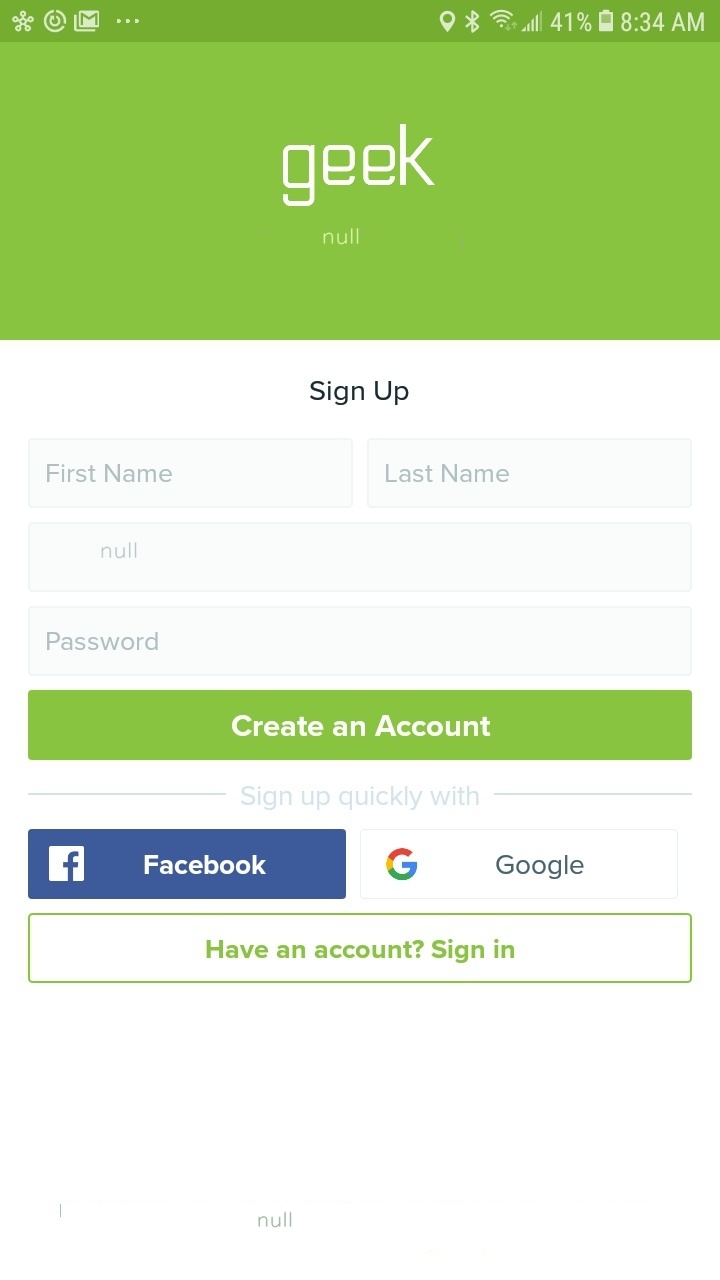 41% 8:34 AM
geek
null
Sign Up
First Name Last Name
null
Password
Create an Account
Sign up quickly with
Facebook Google
Have an account? Sign in
null